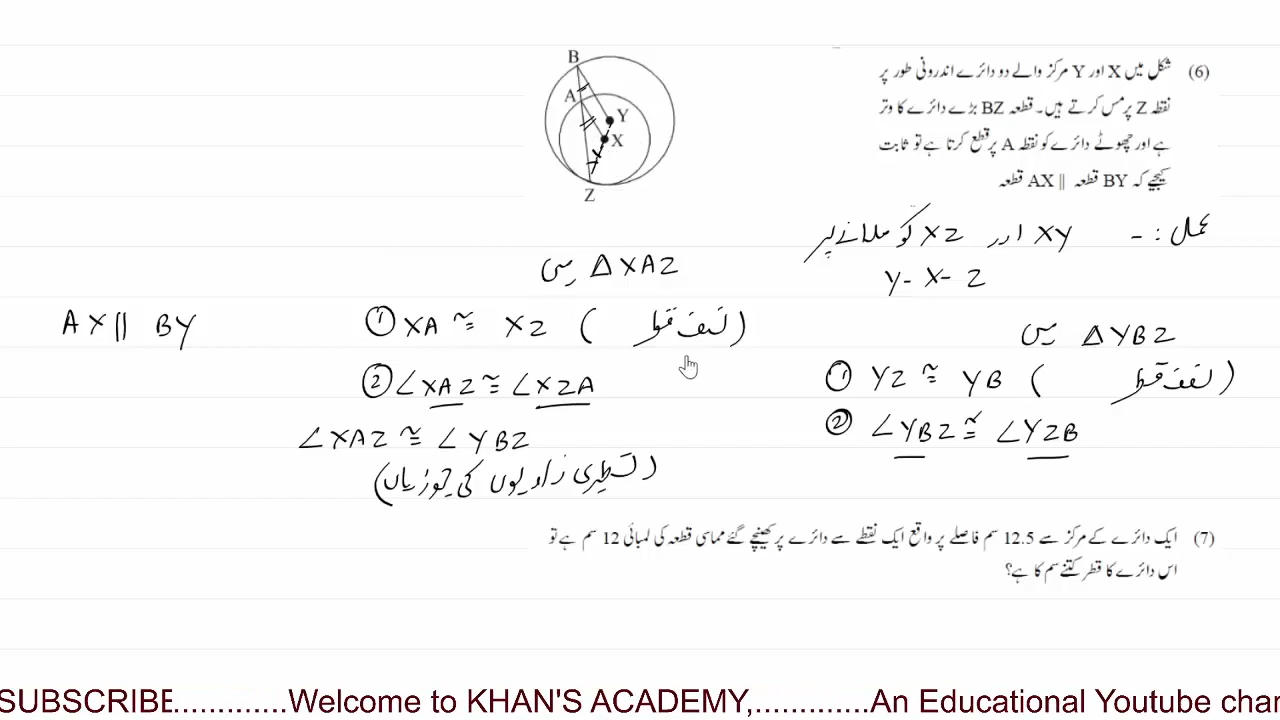 (6) شکل میں X اور Y مرکز والے دو دائرے اندرونی طور پر
نقطہ Z پر مس کرتے ہیں۔ قطعہ BZ بڑے دائرے کا وتر
ہے اور چھوٹے دائرے کو نقطہ A پر قطع کرتا ہے تو ثابت
کیجیے کہ BY قطعہ || AX قطعہ
B
A
Y
X
Z
عمل :- XY اور XZ کو ملانے پر
Y - X - Z
ΔYBZ میں
① YZ ≅ YB (نصف قطر)
② ∠YBZ ≅ ∠YZB
ΔXAZ میں
① XA ≅ XZ (نصف قطر)
② ∠XAZ ≅ ∠XZA
∠XAZ ≅ ∠YBZ
(نظیری زاویوں کی جوڑیاں)
AX || BY
(7) ایک دائرے کے مرکز سے 12.5 سم فاصلے پر واقع ایک نقطے سے دائرے پر کھینچے گئے مماسی قطعہ کی لمبائی 12 سم ہے تو
اس دائرے کا قطر کتنے سم کا ہے؟
SUBSCRIBE.............Welcome to KHAN'S ACADEMY,.............An Educational Youtube chan